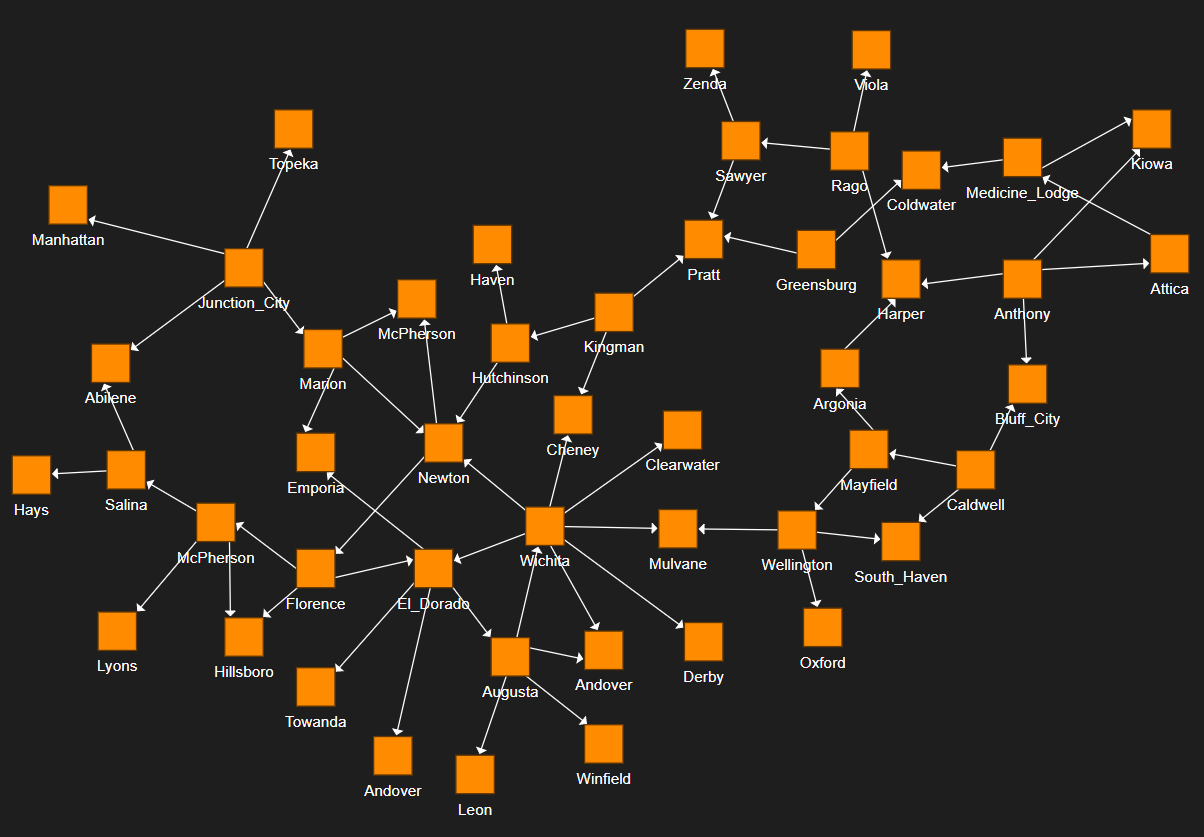 Zenda
Viola
Topeka
Kiowa
Sawyer
Rago
Medicine_Lodge
Coldwater
Manhattan
Haven
Pratt
Greensburg
Attica
Junction_City
Harper
Anthony
McPherson
Kingman
Hutchinson
Marion
Abilene
Argonia
Bluff_City
Cheney
Clearwater
Newton
Emporia
Mayfield
Salina
Caldwell
Hays
McPherson
Wichita
Mulvane
Wellington
South_Haven
Florence
El_Dorado
Lyons
Hillsboro
Augusta
Andover
Derby
Oxford
Towanda
Winfield
Andover
Leon